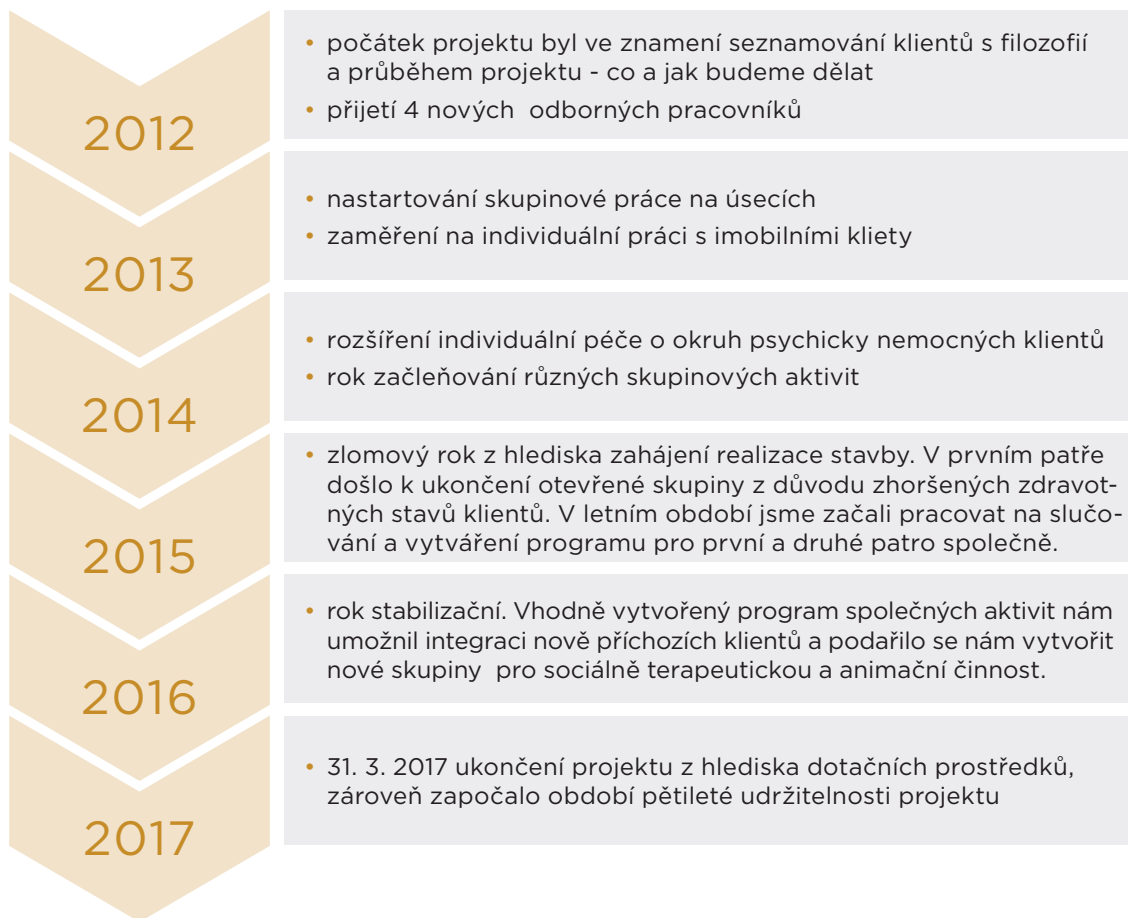 2012
• počátek projektu byl ve znamení seznamování klientů s filozofií
a průběhem projektu - co a jak budeme dělat
• přijetí 4 nových  odborných pracovníků
2013
• nastartování skupinové práce na úsecích
• zaměření na individuální práci s imobilními kliety
2014
• rozšíření individuální péče o okruh psychicky nemocných klientů
• rok začleňování různých skupinových aktivit
2015
• zlomový rok z hlediska zahájení realizace stavby. V prvním patře
došlo k ukončení otevřené skupiny z důvodu zhoršených zdravot-
ných stavů klientů. V letním období jsme začali pracovat na slučo-
vání a vytváření programu pro první a druhé patro společně.
2016
• rok stabilizační. Vhodně vytvořený program společných aktivit nám
umožnil integraci nově příchozích klientů a podařilo se nám vytvořit
nové skupiny  pro sociálně terapeutickou a animační činnost.
2017
• 31. 3. 2017 ukončení projektu z hlediska dotačních prostředků,
zároveň započalo období pětileté udržitelnosti projektu